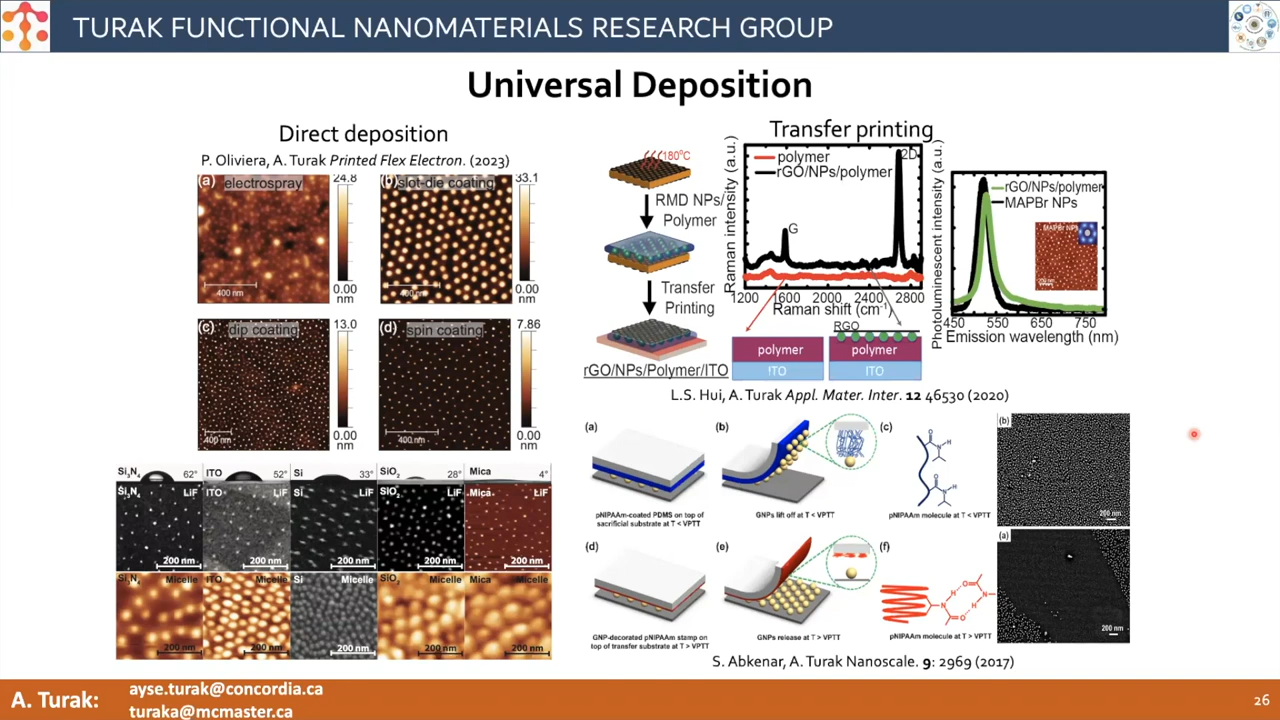 TURAK FUNCTIONAL NANOMATERIALS RESEARCH GROUP
Universal Deposition
Direct deposition
P. Oliviera, A. Turak Printed Flex Electron. (2023)
(a) electrospray
24.8
0.00
nm
400 nm
(b) slot-die coating
33.1
0.00
nm
400 nm
(c) dip coating
13.0
0.00
nm
400 nm
(d) spin coating
7.86
0.00
nm
400 nm
Si3N4 62°
ITO 52°
Si 33°
SiO2 28°
Mica 4°
Si3N4 LiF
ITO LiF
Si LiF
SiO2 LiF
Mica LiF
200 nm 200 nm 200 nm 200 nm 200 nm
Si3N4 Micelle
ITO Micelle
Si Micelle
SiO2 Micelle
Mica Micelle
200 nm 200 nm 200 nm 200 nm 200 nm
Transfer printing
180°C
RMD NPs/
Polymer
Transfer
Printing
rGO/NPs/Polymer/ITO
Raman intensity (a.u.)
polymer
rGO/NPs/polymer
2D
G
1200 1600 2000 2400 2800
Raman shift (cm-1)
polymer
ITO
RGO
polymer
ITO
Photoluminescent intensity (a.u.)
rGO/NPs/polymer
MAPBr NPs
MAPBr NPs
450 550 650 750
Emission wavelength (nm)
L.S. Hui, A. Turak Appl. Mater. Inter. 12 46530 (2020)
(a)
pNIPAAm-coated PDMS on top of
sacrificial substrate at T < VPTT
(b)
GNPs lift off at T < VPTT
(c)
O
N H
O
N H
pNIPAAm molecule at T < VPTT
(b)
200 nm
(d)
GNP-decorated pNIPAAm stamp on
top of transfer substrate at T > VPTT
(e)
GNPs release at T > VPTT
(f)
pNIPAAm molecule at T > VPTT
(a)
200 nm
S. Abkenar, A. Turak Nanoscale. 9: 2969 (2017)
A. Turak:
ayse.turak@concordia.ca
turaka@mcmaster.ca
26